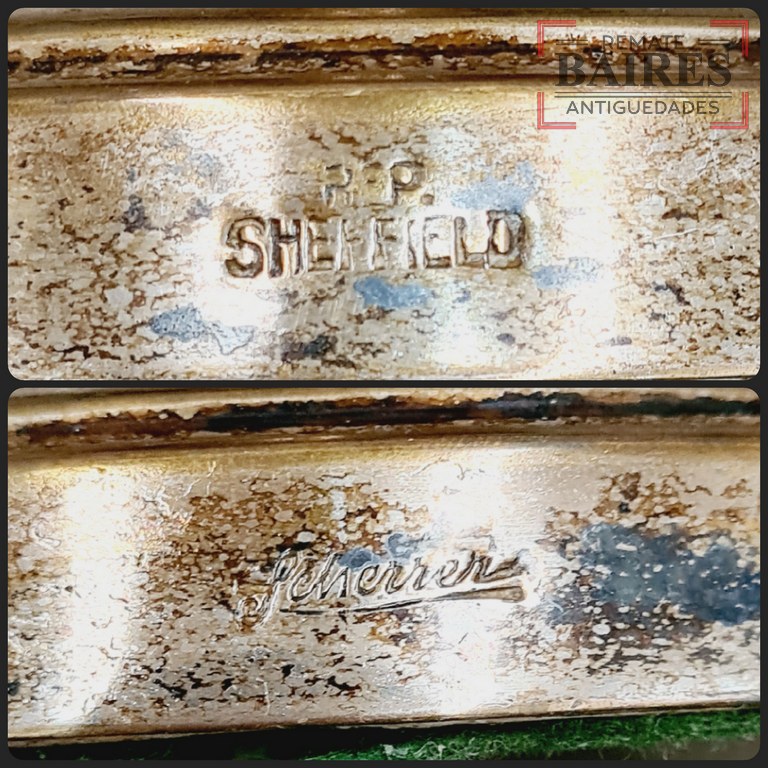 REMATE
BAIRES
ANTIGUEDADES
R.P.
SHEFFIELD
Scherrer